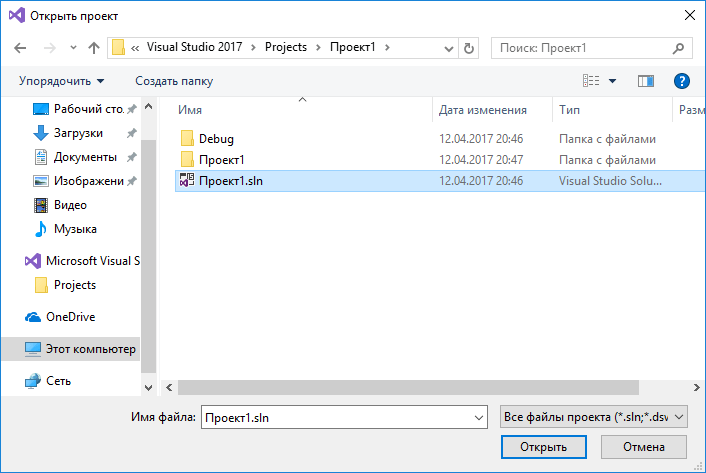 Открыть проект
« Visual Studio 2017 › Projects › Проект1 ›
Поиск: Проект1
Упорядочить
Создать папку
Имя
Дата изменения
Тип
Разм
Рабочий сто.
Загрузки
Документы
Изображени
Видео
Музыка
Microsoft Visual S
Projects
OneDrive
Этот компьютер
Сеть
Debug 12.04.2017 20:46 Папка с файлами
Проект1 12.04.2017 20:47 Папка с файлами
Проект1.sln 12.04.2017 20:46 Visual Studio Solu...
Имя файла:
Проект1.sln
Все файлы проекта (*.sln;*.dsw
Открыть
Отмена